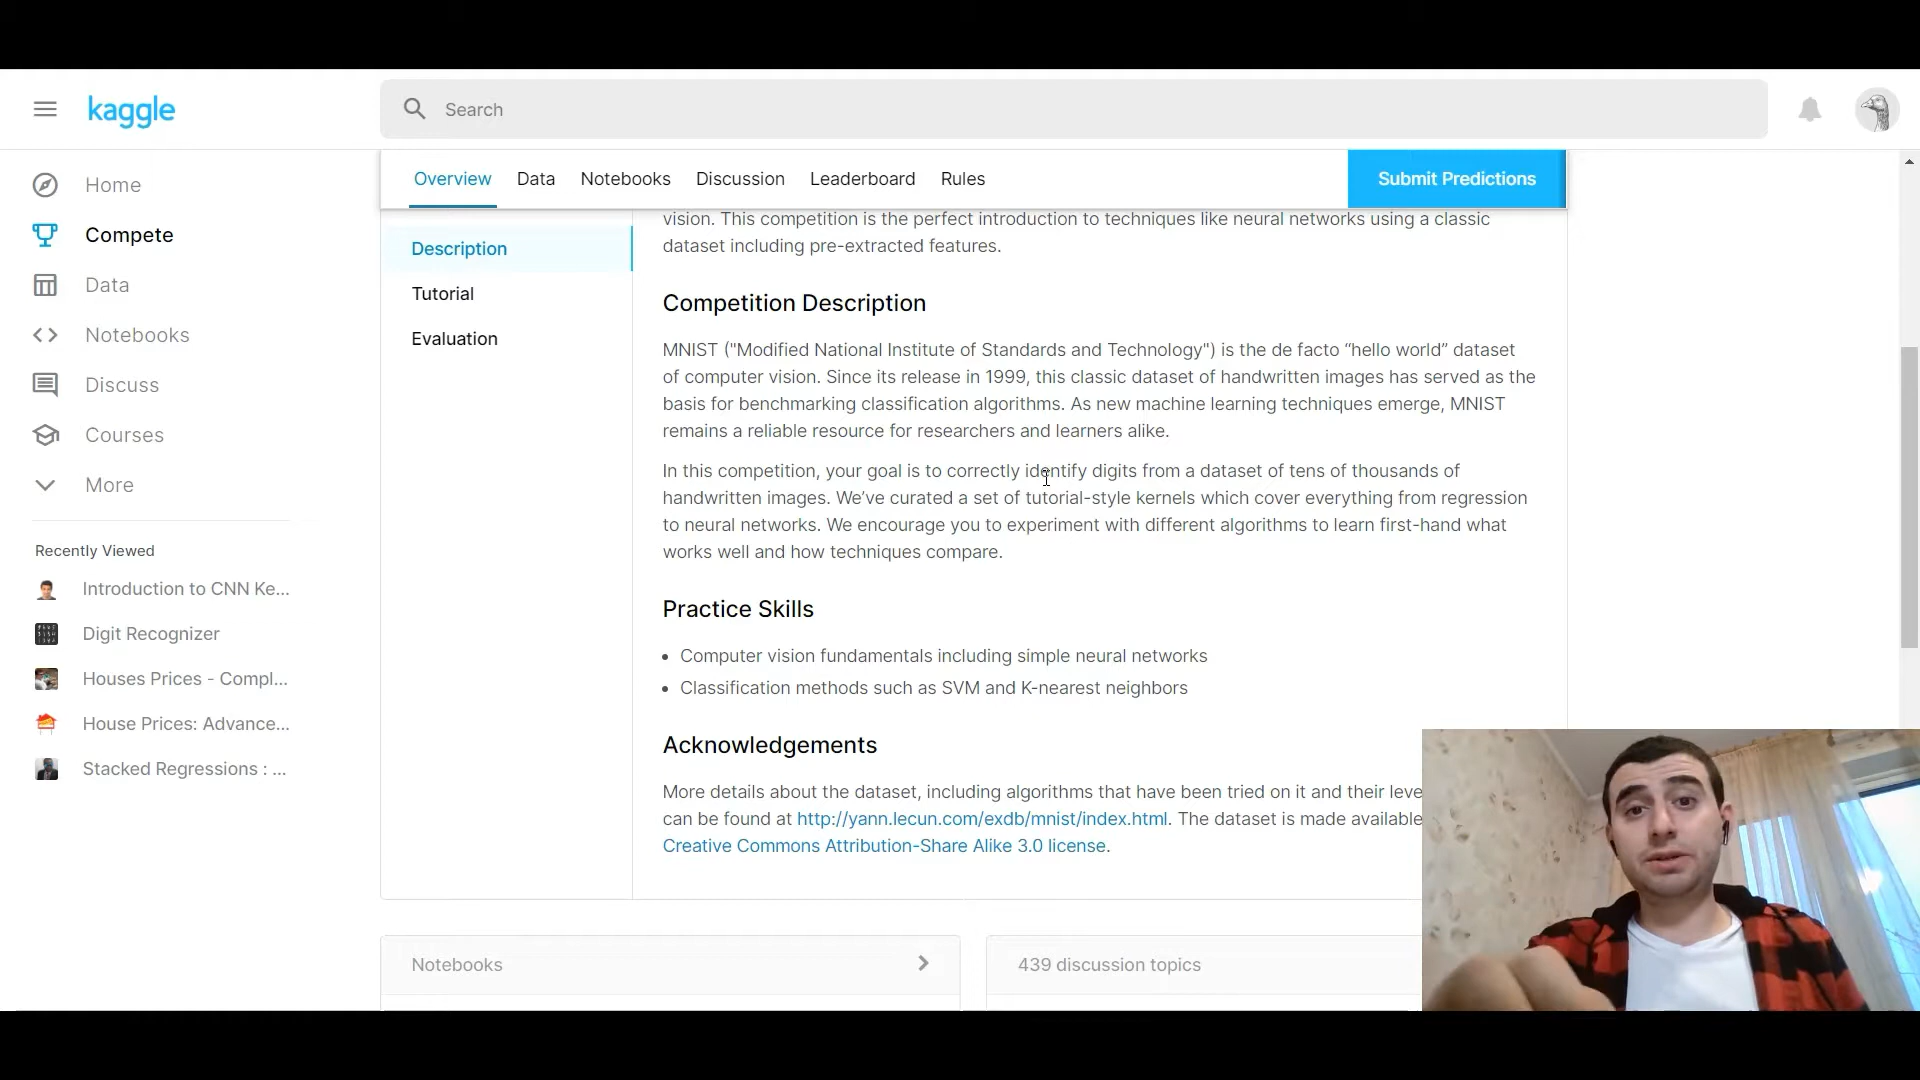 kaggle
Search
Home
Compete
Data
Notebooks
Discuss
Courses
More
Recently Viewed
Introduction to CNN Ke...
Digit Recognizer
Houses Prices - Compl...
House Prices: Advance...
Stacked Regressions : ...
Overview Data Notebooks Discussion Leaderboard Rules
Submit Predictions
Description
Tutorial
Evaluation
vision. This competition is the perfect introduction to techniques like neural networks using a classic
dataset including pre-extracted features.
Competition Description
MNIST ("Modified National Institute of Standards and Technology") is the de facto “hello world” dataset
of computer vision. Since its release in 1999, this classic dataset of handwritten images has served as the
basis for benchmarking classification algorithms. As new machine learning techniques emerge, MNIST
remains a reliable resource for researchers and learners alike.
In this competition, your goal is to correctly identify digits from a dataset of tens of thousands of
handwritten images. We’ve curated a set of tutorial-style kernels which cover everything from regression
to neural networks. We encourage you to experiment with different algorithms to learn first-hand what
works well and how techniques compare.
Practice Skills
• Computer vision fundamentals including simple neural networks
• Classification methods such as SVM and K-nearest neighbors
Acknowledgements
More details about the dataset, including algorithms that have been tried on it and their leve
can be found at http://yann.lecun.com/exdb/mnist/index.html. The dataset is made available
Creative Commons Attribution-Share Alike 3.0 license.
Notebooks
439 discussion topics